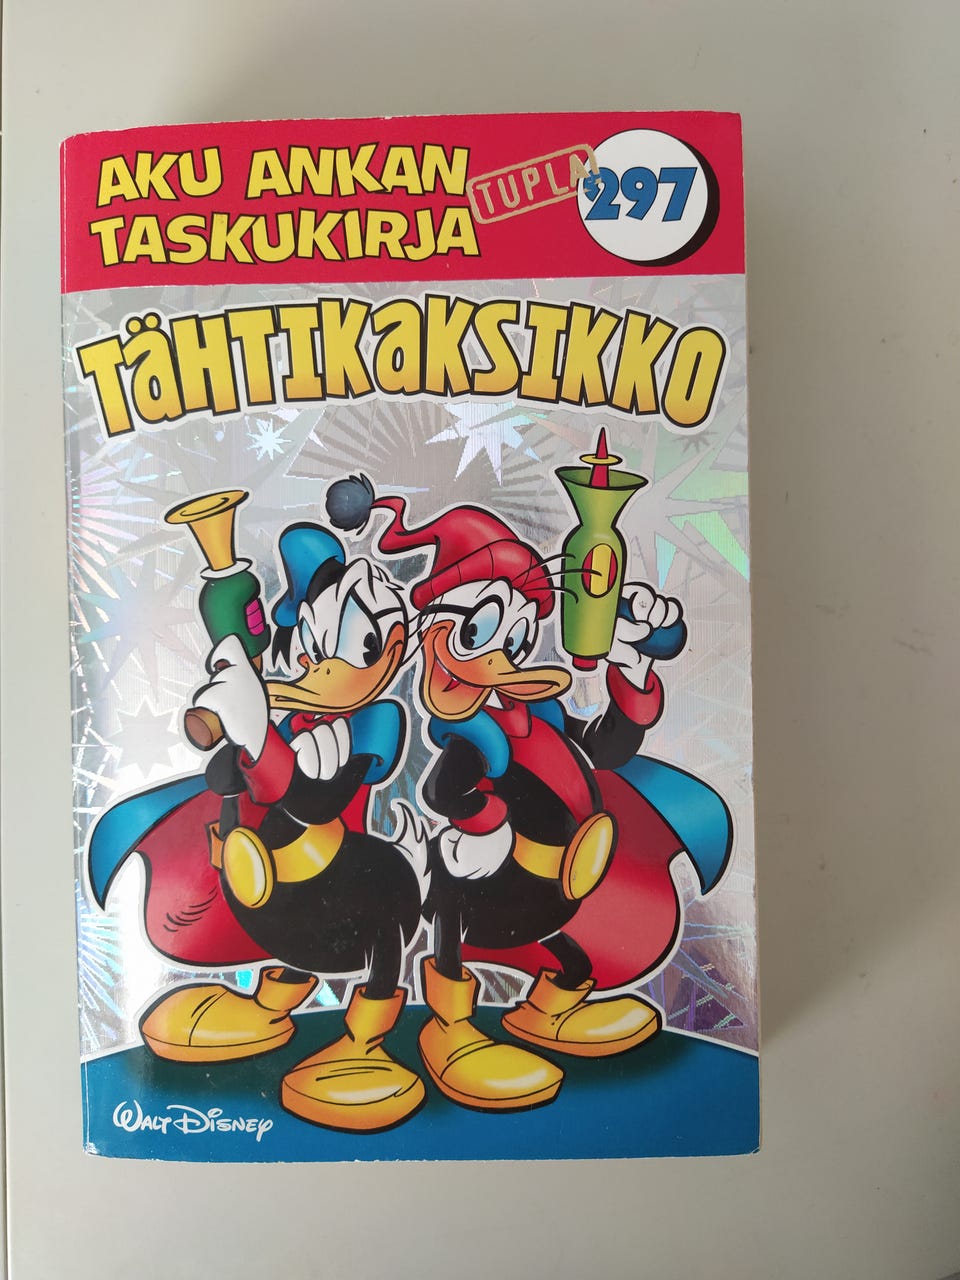 AKU ANKAN
TASKUKIRJA
TUPLA
297
TÄHTIKAKSIKKO
WALT DISNEY